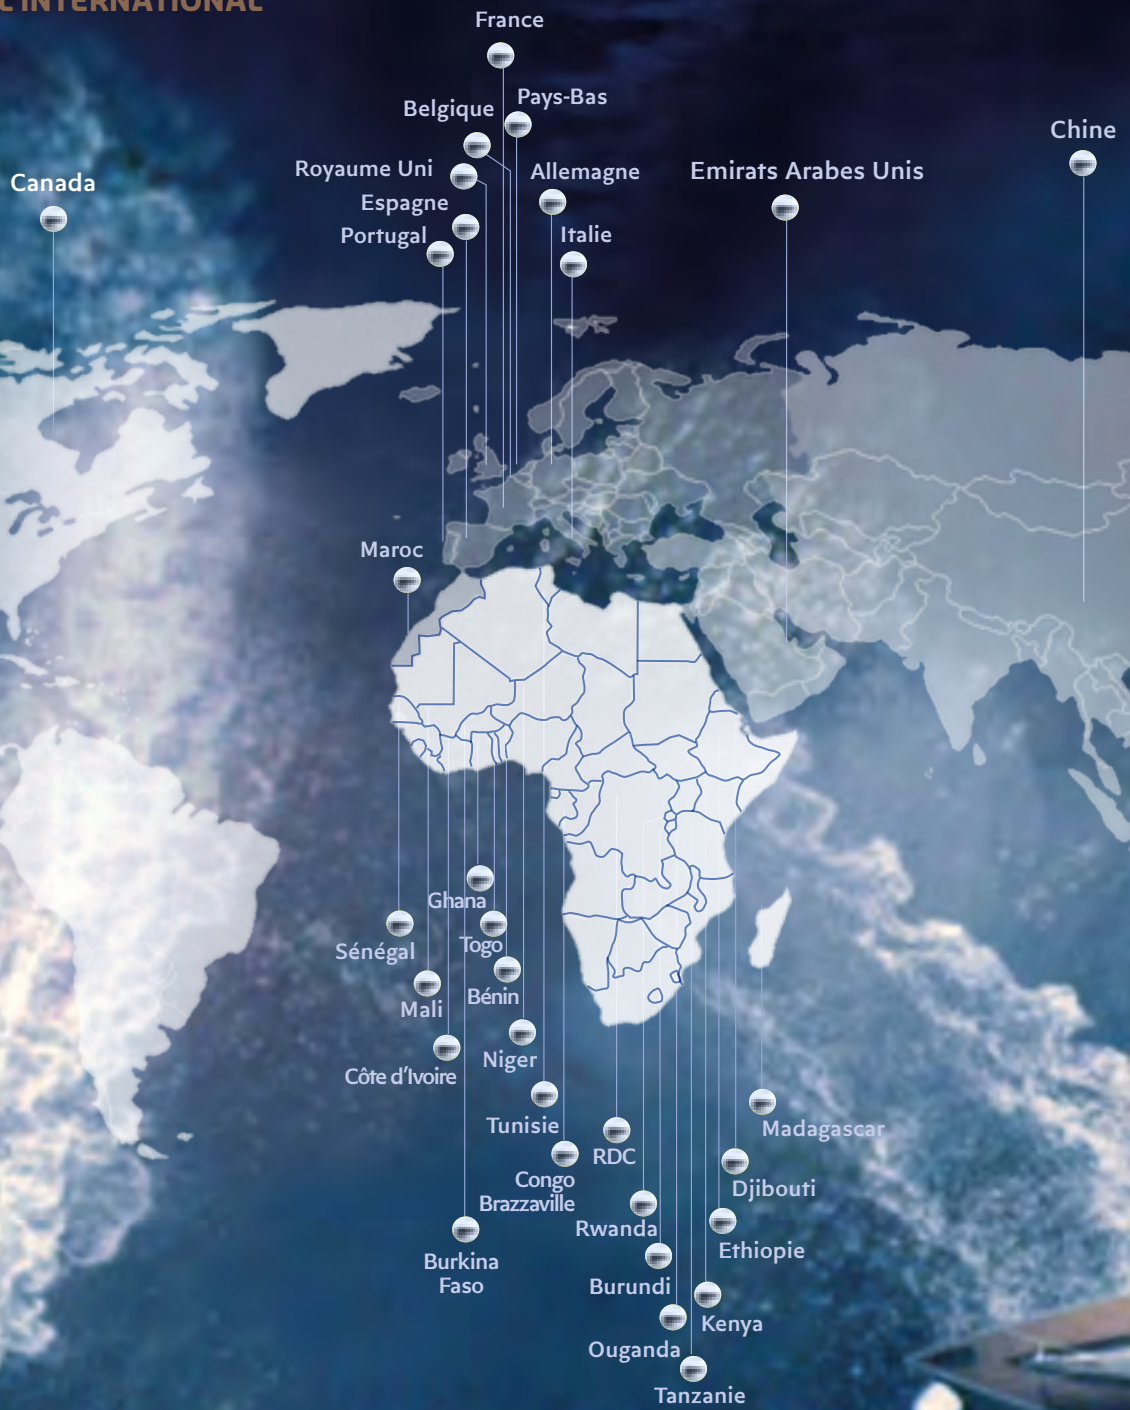 L'INTERNATIONAL
France
Pays-Bas
Belgique
Chine
Royaume Uni
Allemagne
Emirats Arabes Unis
Canada
Espagne
Portugal
Italie
Maroc
Ghana
Togo
Sénégal
Bénin
Mali
Niger
Côte d'Ivoire
Tunisie
Madagascar
RDC
Congo
Brazzaville
Djibouti
Rwanda
Ethiopie
Burkina
Faso
Burundi
Kenya
Ouganda
Tanzanie